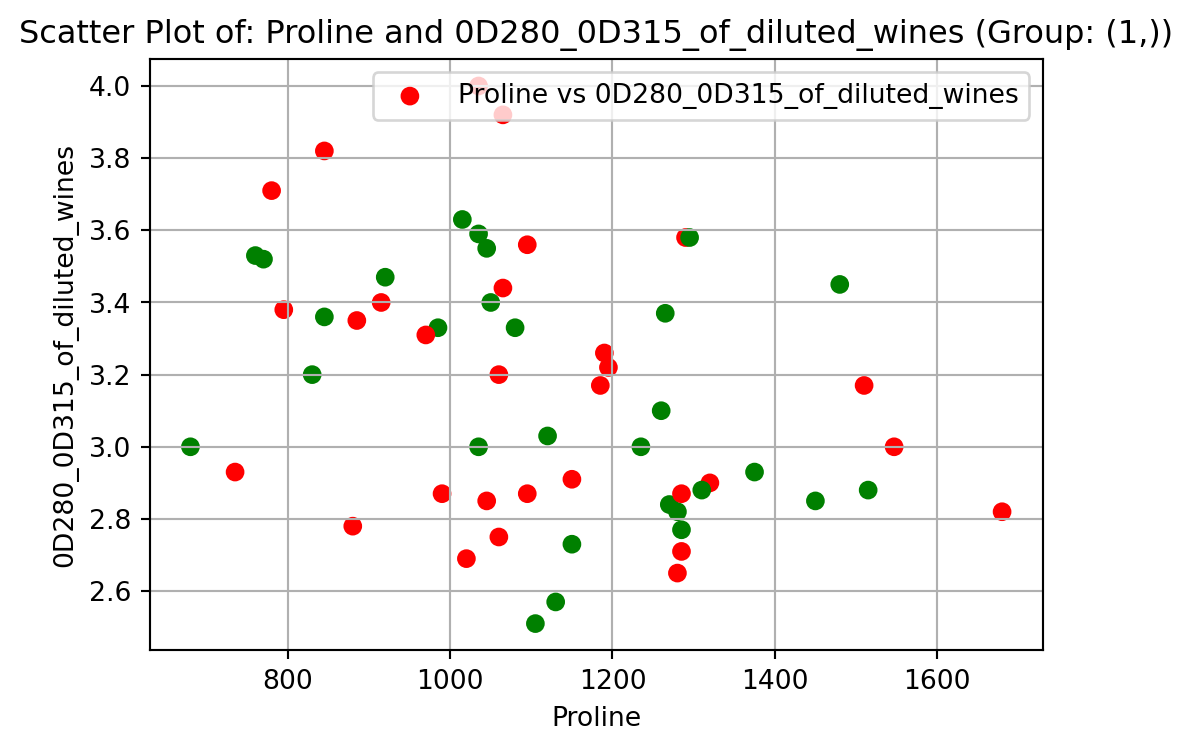 Scatter Plot of: Proline and 0D280_0D315_of_diluted_wines (Group: (1,))
Proline vs 0D280_0D315_of_diluted_wines
0D280_0D315_of_diluted_wines
4.0
3.8
3.6
3.4
3.2
3.0
2.8
2.6
800 1000 1200 1400 1600
Proline